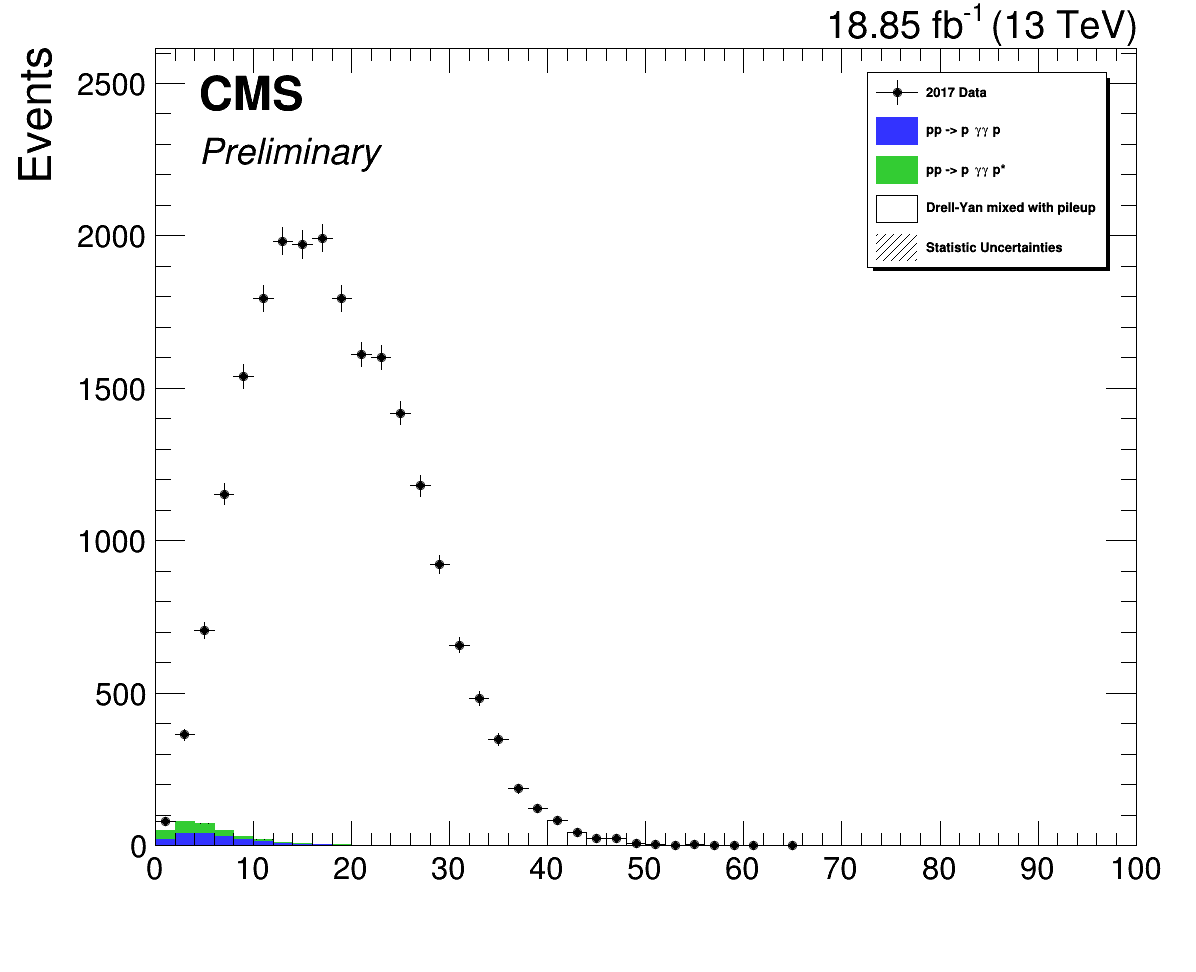 18.85 fb-1 (13 TeV)
Events
CMS
Preliminary
2017 Data
pp -> p γγ p
pp -> p γγ p*
Drell-Yan mixed with pileup
Statistic Uncertainties
2500
2000
1500
1000
500
0
0 10 20 30 40 50 60 70 80 90 100